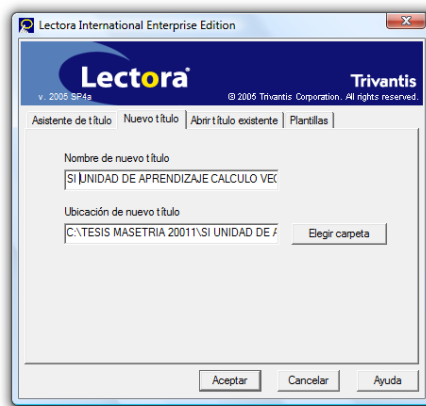 Lectora International Enterprise Edition
Lectora
Trivantis
v. 2005 SP4a
© 2005 Trivantis Corporation. All rights reserved.
Asistente de título Nuevo título Abrir título existente Plantillas
Nombre de nuevo título
SI UNIDAD DE APRENDIZAJE CALCULO VEC
Ubicación de nuevo título
C:\TESIS MASETRIA 20011\SI UNIDAD DE A Elegir carpeta
Aceptar Cancelar Ayuda